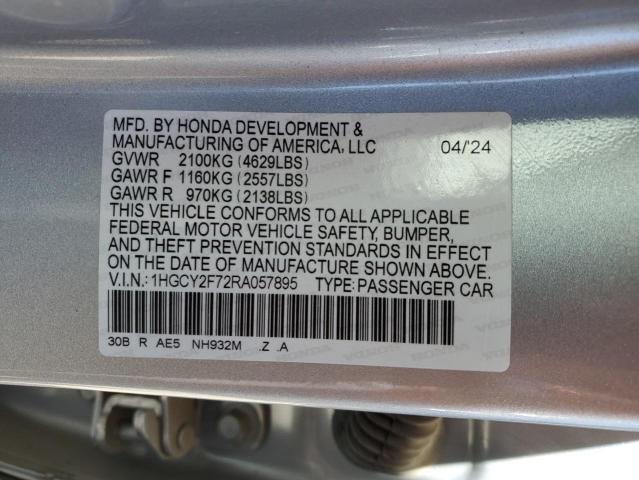 MFD. BY HONDA DEVELOPMENT &
MANUFACTURING OF AMERICA, LLC 04/'24
GVWR 2100KG (4629LBS)
GAWR F 1160KG (2557LBS)
GAWR R 970KG (2138LBS)
THIS VEHICLE CONFORMS TO ALL APPLICABLE
FEDERAL MOTOR VEHICLE SAFETY, BUMPER,
AND THEFT PREVENTION STANDARDS IN EFFECT
ON THE DATE OF MANUFACTURE SHOWN ABOVE.
V.I.N.: 1HGCY2F72RA057895 TYPE: PASSENGER CAR
30B R AE5 NH932M .Z .A